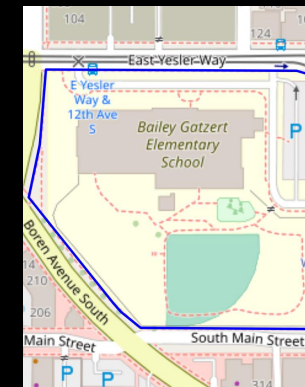 104
124
East Yesler Way
E Yesler
Way &
12th Ave
S
P
Bailey Gatzert
Elementary
School
Boren Avenue South
210
206
Main Street
South Main Street
P
P
314